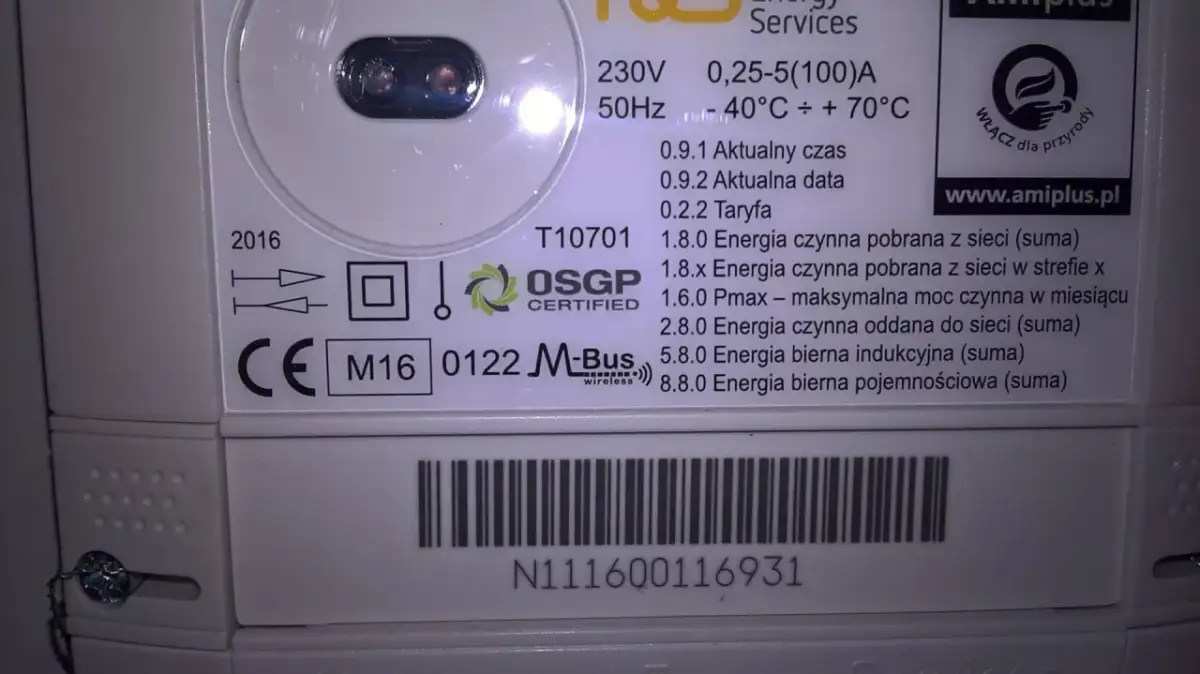 Energy
Services
AMIplus
230V 0,25-5(100)A
50Hz - 40°C ÷ + 70°C
WŁĄCZ dla przyrody
www.amiplus.pl
0.9.1 Aktualny czas
0.9.2 Aktualna data
0.2.2 Taryfa
1.8.0 Energia czynna pobrana z sieci (suma)
1.8.x Energia czynna pobrana z sieci w strefie x
1.6.0 Pmax – maksymalna moc czynna w miesiącu
2.8.0 Energia czynna oddana do sieci (suma)
5.8.0 Energia bierna indukcyjna (suma)
8.8.0 Energia bierna pojemnościowa (suma)
2016
T10701
OSGP
CERTIFIED
CE M16 0122 M-Bus
wireless
N111600116931